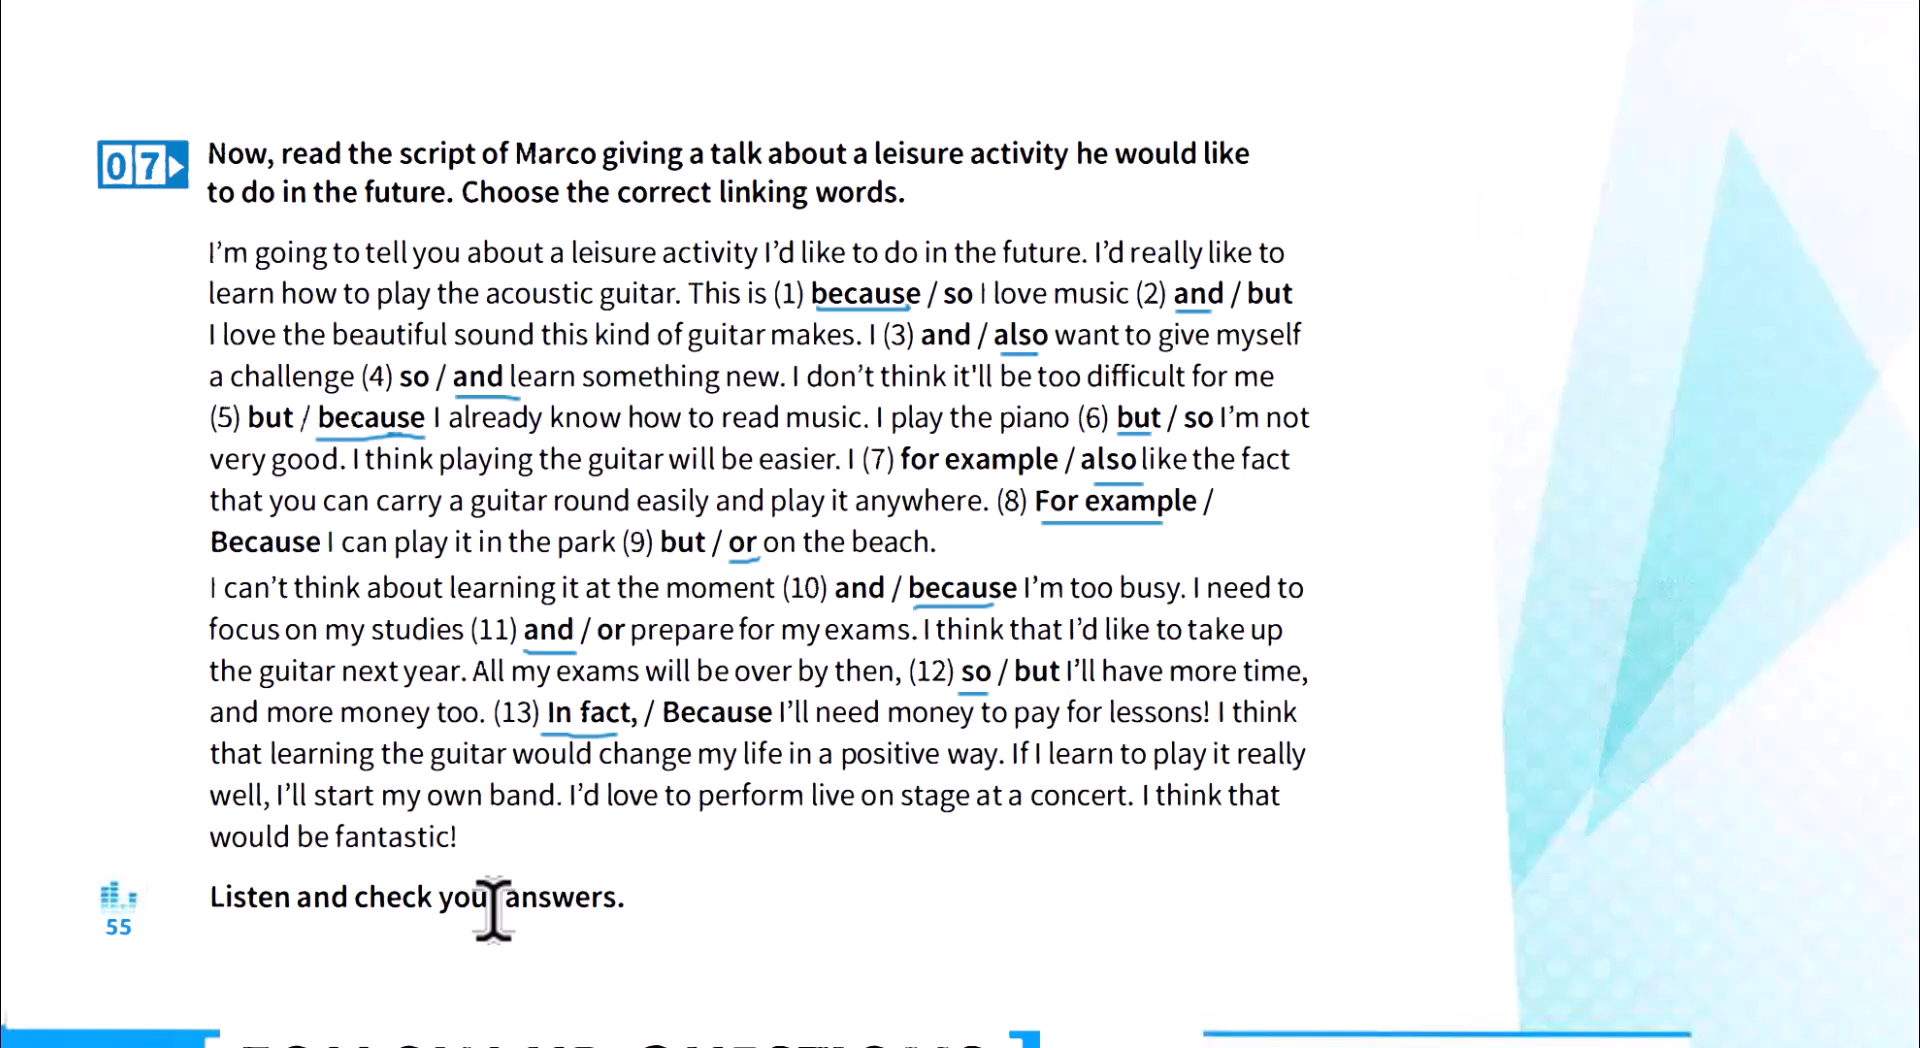 07
Now, read the script of Marco giving a talk about a leisure activity he would like
to do in the future. Choose the correct linking words.
I’m going to tell you about a leisure activity I’d like to do in the future. I’d really like to
learn how to play the acoustic guitar. This is (1) because / so I love music (2) and / but
I love the beautiful sound this kind of guitar makes. I (3) and / also want to give myself
a challenge (4) so / and learn something new. I don’t think it'll be too difficult for me
(5) but / because I already know how to read music. I play the piano (6) but / so I’m not
very good. I think playing the guitar will be easier. I (7) for example / also like the fact
that you can carry a guitar round easily and play it anywhere. (8) For example /
Because I can play it in the park (9) but / or on the beach.
I can’t think about learning it at the moment (10) and / because I’m too busy. I need to
focus on my studies (11) and / or prepare for my exams. I think that I’d like to take up
the guitar next year. All my exams will be over by then, (12) so / but I’ll have more time,
and more money too. (13) In fact, / Because I’ll need money to pay for lessons! I think
that learning the guitar would change my life in a positive way. If I learn to play it really
well, I’ll start my own band. I’d love to perform live on stage at a concert. I think that
would be fantastic!
Listen and check your answers.
55